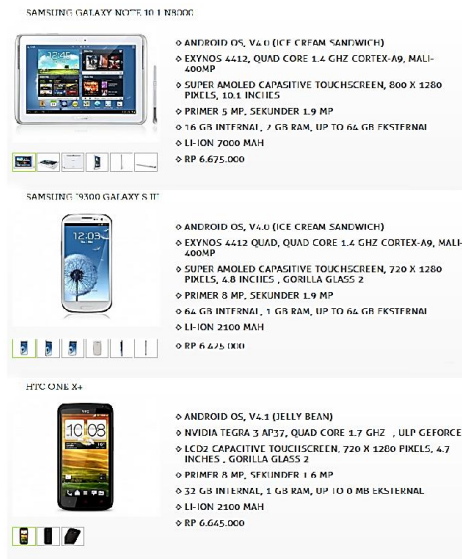 SAMSUNG GALAXY NOTE 10.1 N8000
◇ ANDROID OS, V4.0 (ICE CREAM SANDWICH)
◇ EXYNOS 4412, QUAD CORE 1.4 GHZ CORTEX-A9, MALI-
400MP
◇ SUPER AMOLED CAPASITIVE TOUCHSCREEN, 800 X 1280
PIXELS, 10.1 INCHES
◇ PRIMER 5 MP, SEKUNDER 1.9 MP
◇ 16 GB INTERNAL, 2 GB RAM, UP TO 64 GB EKSTERNAL
◇ LI-ION 7000 MAH
◇ RP 6.675.000
SAMSUNG I9300 GALAXY S III
12:03
◇ ANDROID OS, V4.0 (ICE CREAM SANDWICH)
◇ EXYNOS 4412 QUAD, QUAD CORE 1.4 GHZ CORTEX-A9, MALI-
400MP
◇ SUPER AMOLED CAPASITIVE TOUCHSCREEN, 720 X 1280
PIXELS, 4.8 INCHES , GORILLA GLASS 2
◇ PRIMER 8 MP, SEKUNDER 1.9 MP
◇ 64 GB INTERNAL, 1 GB RAM, UP TO 64 GB EKSTERNAL
◇ LI-ION 2100 MAH
◇ RP 6.425.000
HTC ONE X+
10 08
◇ ANDROID OS, V4.1 (JELLY BEAN)
◇ NVIDIA TEGRA 3 AP37, QUAD CORE 1.7 GHZ , ULP GEFORCE
◇ LCD2 CAPACITIVE TOUCHSCREEN, 720 X 1280 PIXELS, 4.7
INCHES , GORILLA GLASS 2
◇ PRIMER 8 MP, SEKUNDER 1.6 MP
◇ 32 GB INTERNAL, 1 GB RAM, UP TO 0 MB EKSTERNAL
◇ LI-ION 2100 MAH
◇ RP 6.645.000